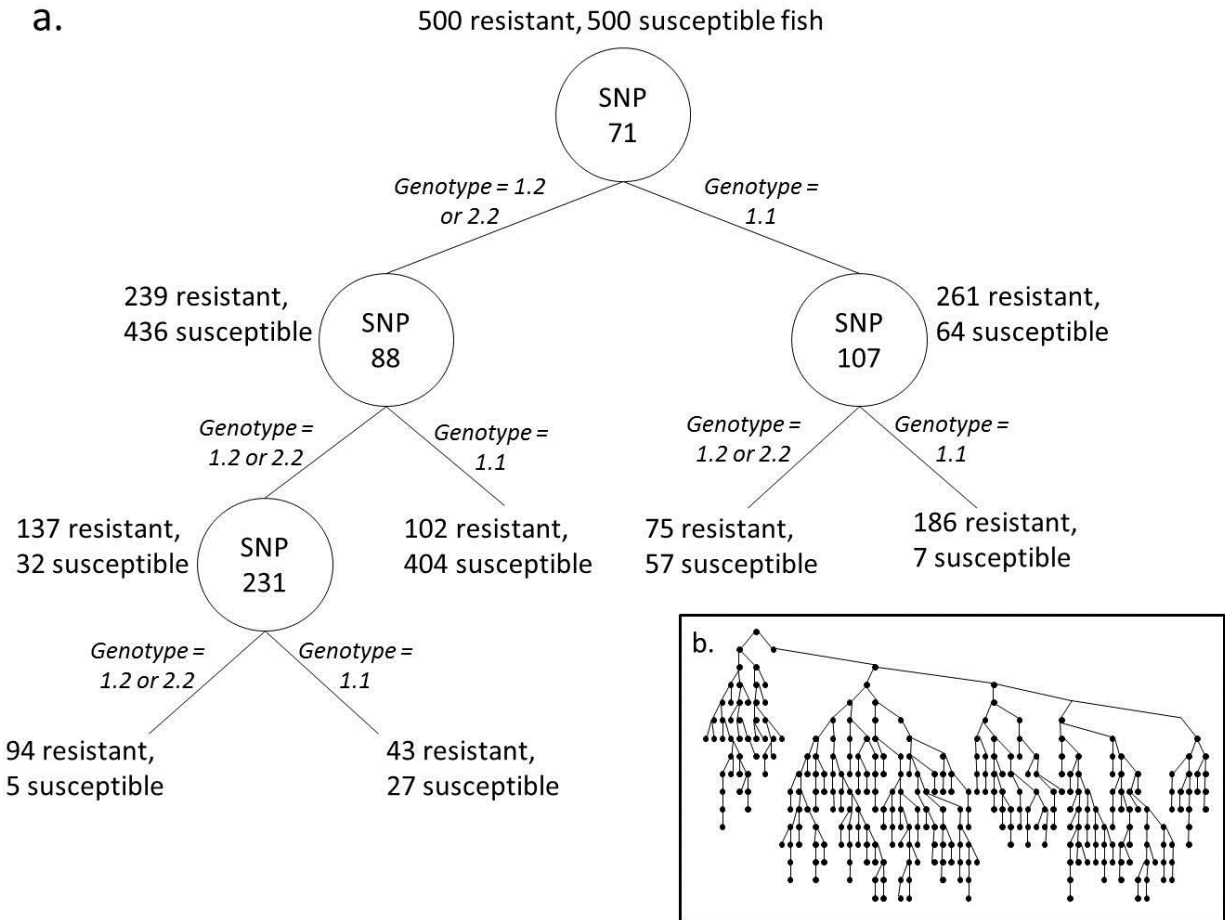 a.
500 resistant, 500 susceptible fish
SNP
71
Genotype = 1.2
or 2.2
Genotype =
1.1
239 resistant,
436 susceptible
SNP
88
SNP
107
261 resistant,
64 susceptible
Genotype =
1.2 or 2.2
Genotype =
1.1
Genotype =
1.2 or 2.2
Genotype =
1.1
137 resistant,
32 susceptible
SNP
231
102 resistant,
404 susceptible
75 resistant,
57 susceptible
186 resistant,
7 susceptible
Genotype =
1.2 or 2.2
Genotype =
1.1
94 resistant,
5 susceptible
43 resistant,
27 susceptible
b.